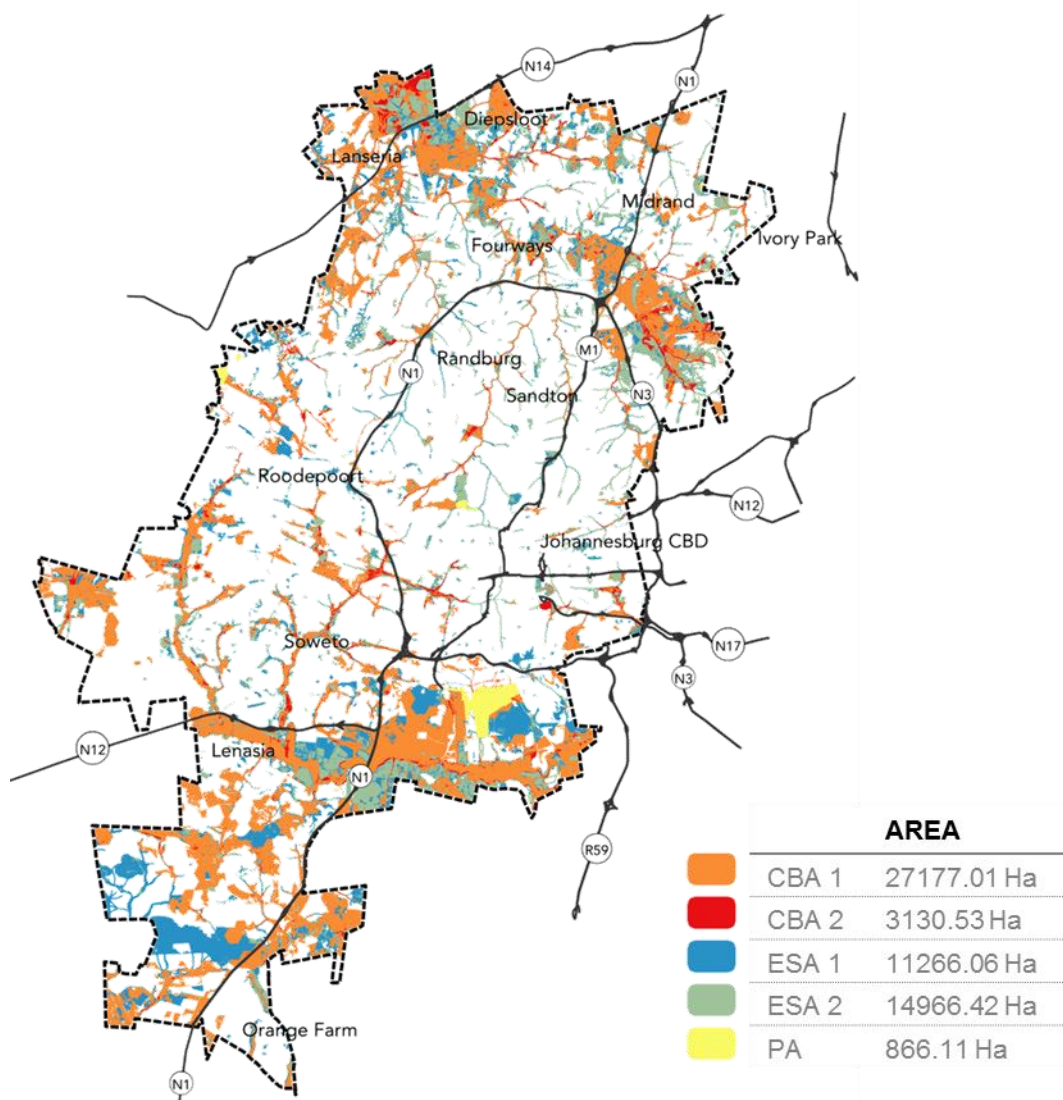 N14
N1
Diepsloot
Lanseria
Midrand
Ivory Park
Fourways
M1
Randburg
N1
Sandton
N3
Roodepoort
N12
Johannesburg CBD
Soweto
N17
N3
N12
Lenasia
N1
R59
Orange Farm
N1
AREA
CBA 1 27177.01 Ha
CBA 2 3130.53 Ha
ESA 1 11266.06 Ha
ESA 2 14966.42 Ha
PA 866.11 Ha